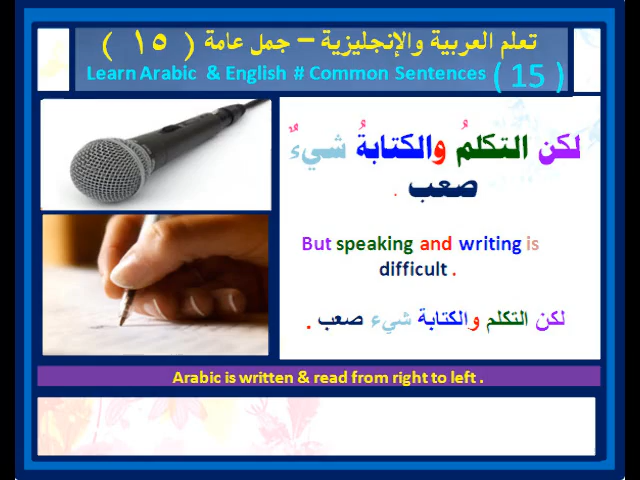 تعلم العربية والإنجليزية – جمل عامة ( ١٥ )
Learn Arabic & English # Common Sentences ( 15 )
لكن التكلمُ والكتابةُ شيءٌ
صعب .
But speaking and writing is
difficult .
لكن التكلم والكتابة شيء صعب .
Arabic is written & read from right to left .